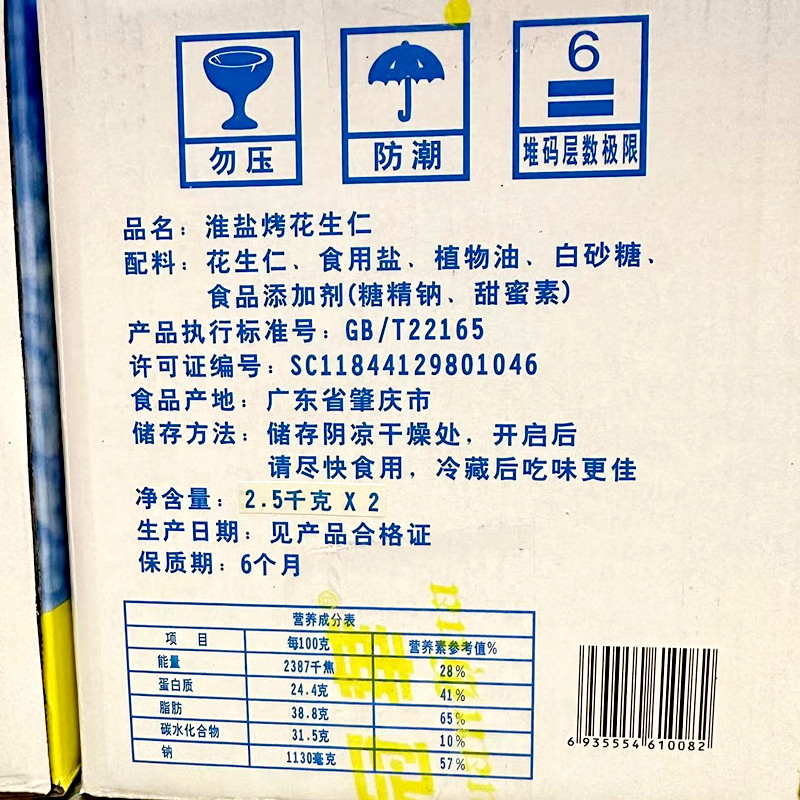 6
勿压
防潮
堆码层数极限
品名：淮盐烤花生仁
配料：花生仁、食用盐、植物油、白砂糖、
食品添加剂(糖精钠、甜蜜素)
产品执行标准号：GB/T22165
许可证编号：SC11844129801046
食品产地：广东省肇庆市
储存方法：储存阴凉干燥处，开启后
请尽快食用，冷藏后吃味更佳
净含量：2.5千克 X 2
生产日期：见产品合格证
保质期：6个月
营养成分表
项 目 每100克 营养素参考值%
能量 2387千焦 28%
蛋白质 24.4克 41%
脂肪 38.8克 65%
碳水化合物 31.5克 10%
钠 1130毫克 57%
6 935554 610082